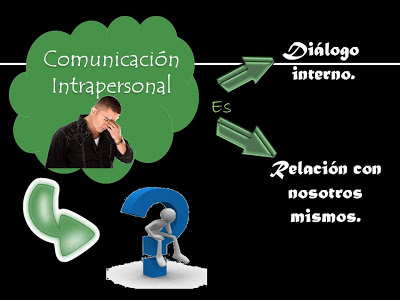 Comunicación
Intrapersonal
Es
Diálogo
interno.
Relación con
nosotros
mismos.